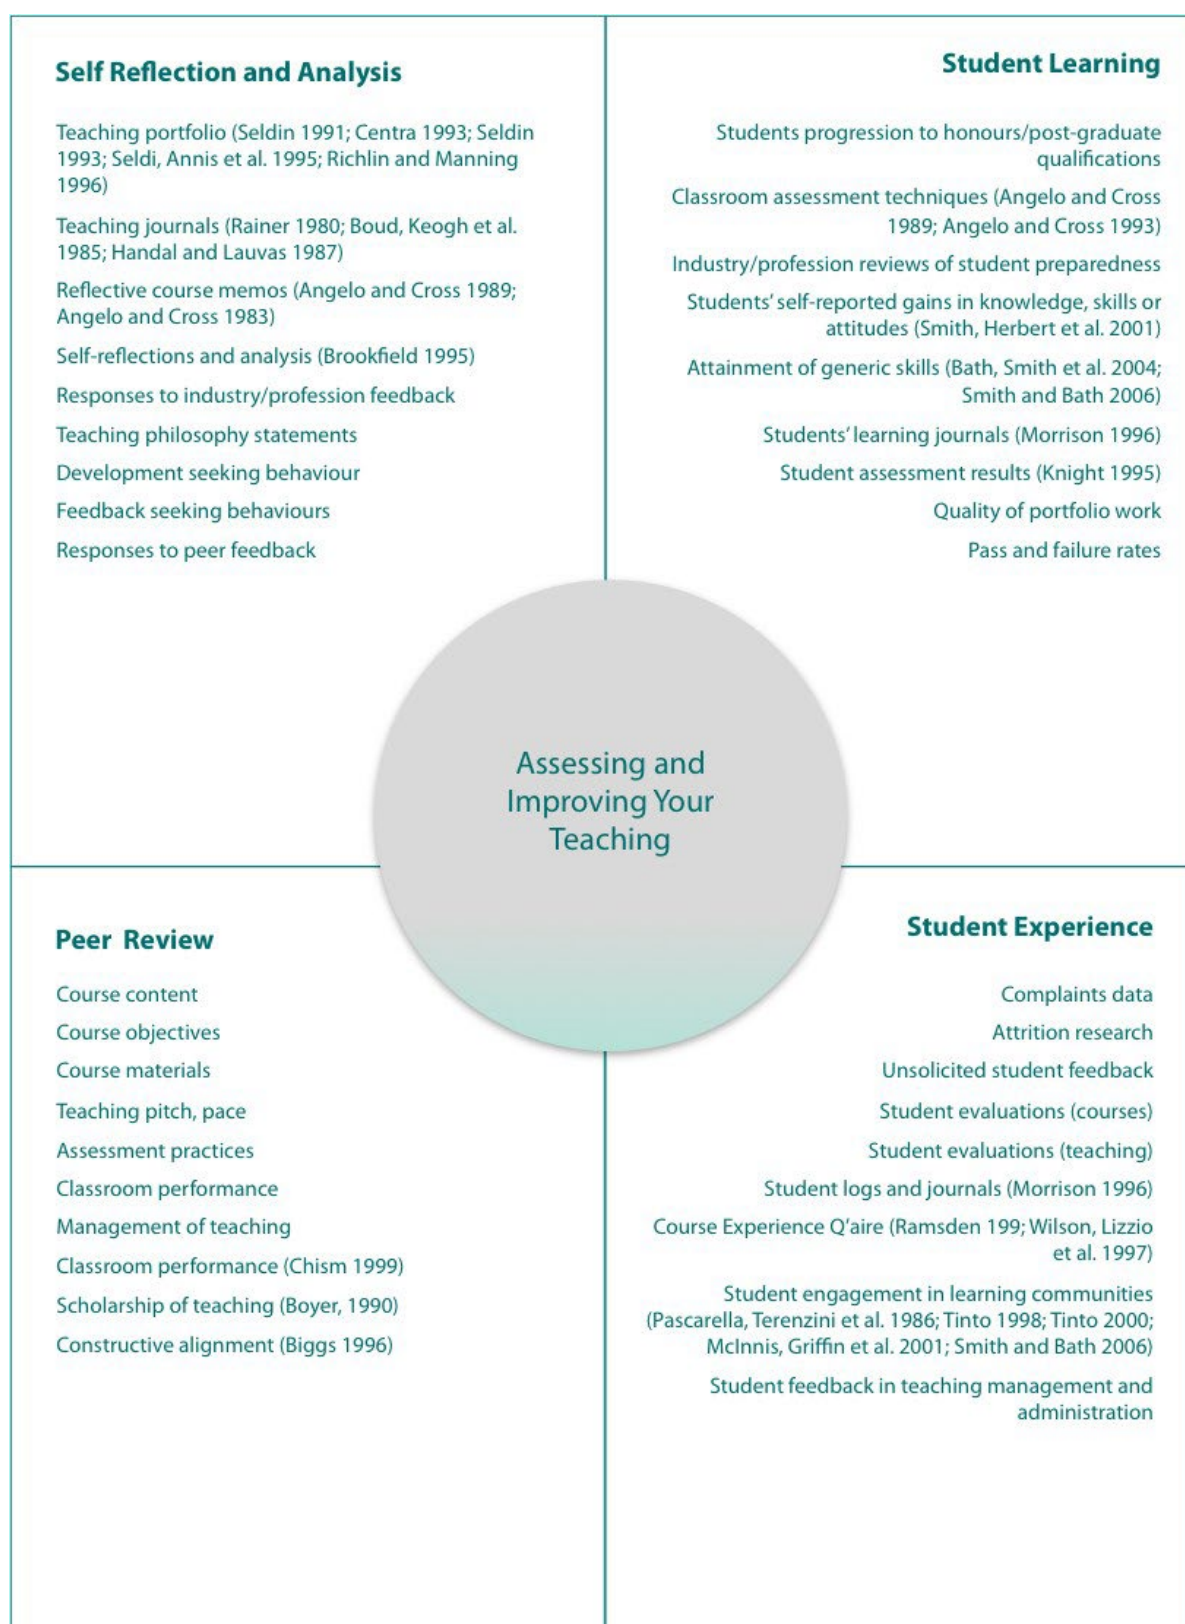 Self Reflection and Analysis
Teaching portfolio (Seldin 1991; Centra 1993; Seldin
1993; Seldi, Annis et al. 1995; Richlin and Manning
1996)
Teaching journals (Rainer 1980; Boud, Keogh et al.
1985; Handal and Lauvas 1987)
Reflective course memos (Angelo and Cross 1989;
Angelo and Cross 1983)
Self-reflections and analysis (Brookfield 1995)
Responses to industry/profession feedback
Teaching philosophy statements
Development seeking behaviour
Feedback seeking behaviours
Responses to peer feedback
Student Learning
Students progression to honours/post-graduate
qualifications
Classroom assessment techniques (Angelo and Cross
1989; Angelo and Cross 1993)
Industry/profession reviews of student preparedness
Students' self-reported gains in knowledge, skills or
attitudes (Smith, Herbert et al. 2001)
Attainment of generic skills (Bath, Smith et al. 2004;
Smith and Bath 2006)
Students' learning journals (Morrison 1996)
Student assessment results (Knight 1995)
Quality of portfolio work
Pass and failure rates
Assessing and
Improving Your
Teaching
Peer Review
Course content
Course objectives
Course materials
Teaching pitch, pace
Assessment practices
Classroom performance
Management of teaching
Classroom performance (Chism 1999)
Scholarship of teaching (Boyer, 1990)
Constructive alignment (Biggs 1996)
Student Experience
Complaints data
Attrition research
Unsolicited student feedback
Student evaluations (courses)
Student evaluations (teaching)
Student logs and journals (Morrison 1996)
Course Experience Q'aire (Ramsden 199; Wilson, Lizzio
et al. 1997)
Student engagement in learning communities
(Pascarella, Terenzini et al. 1986; Tinto 1998; Tinto 2000;
McInnis, Griffin et al. 2001; Smith and Bath 2006)
Student feedback in teaching management and
administration